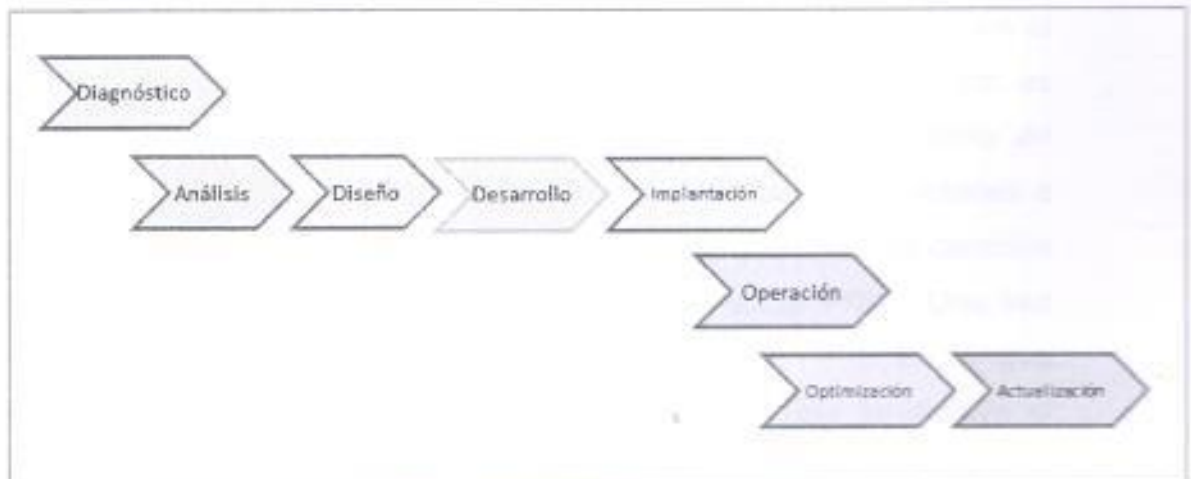 Diagnóstico
Análisis
Diseño
Desarrollo
Implantación
Operación
Optimización
Actualización